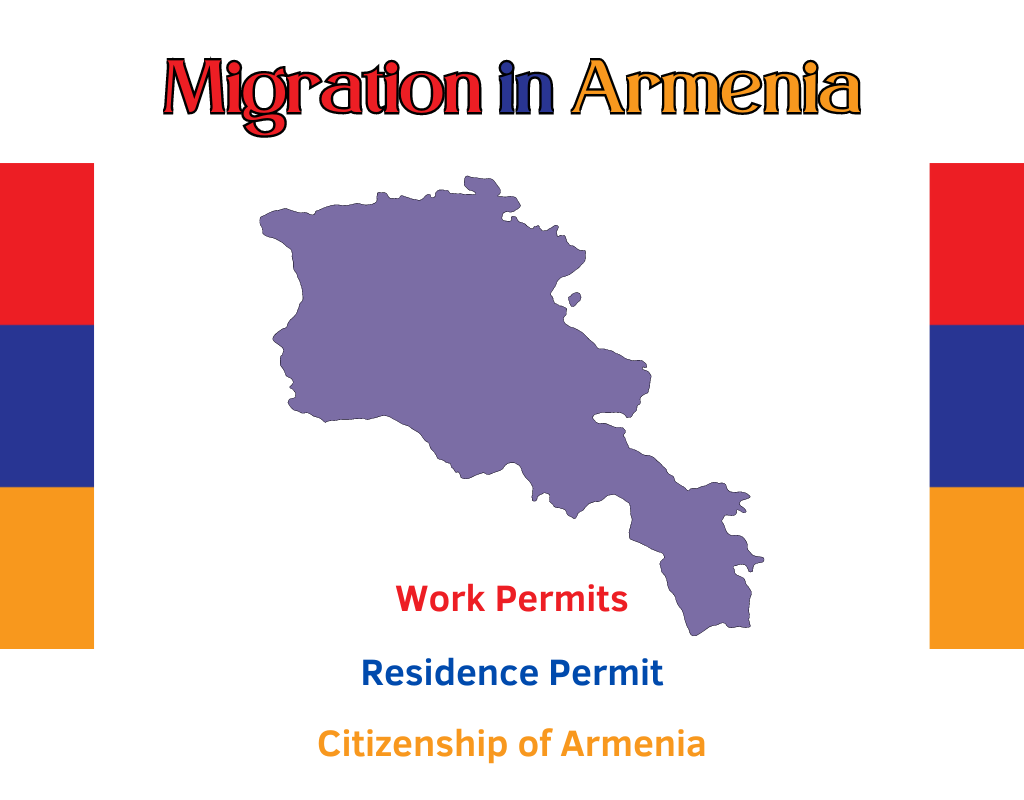 Migration in Armenia
Work Permits
Residence Permit
Citizenship of Armenia